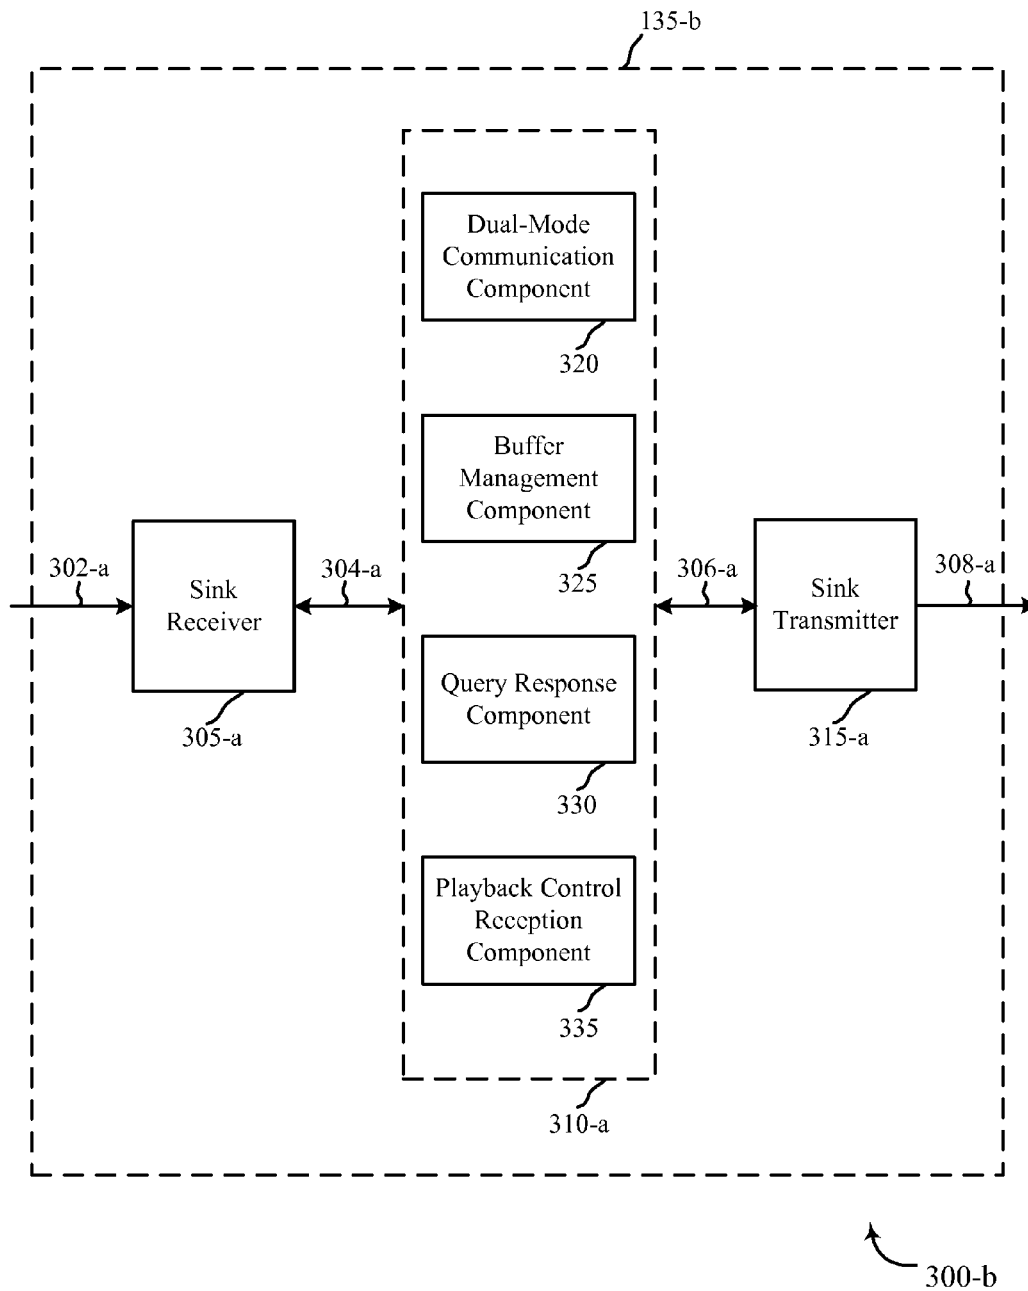 135-b
Dual-Mode
Communication
Component
320
Buffer
Management
Component
325
302-a
Sink
Receiver
305-a
304-a
306-a
Sink
Transmitter
315-a
308-a
Query Response
Component
330
Playback Control
Reception
Component
335
310-a
300-b